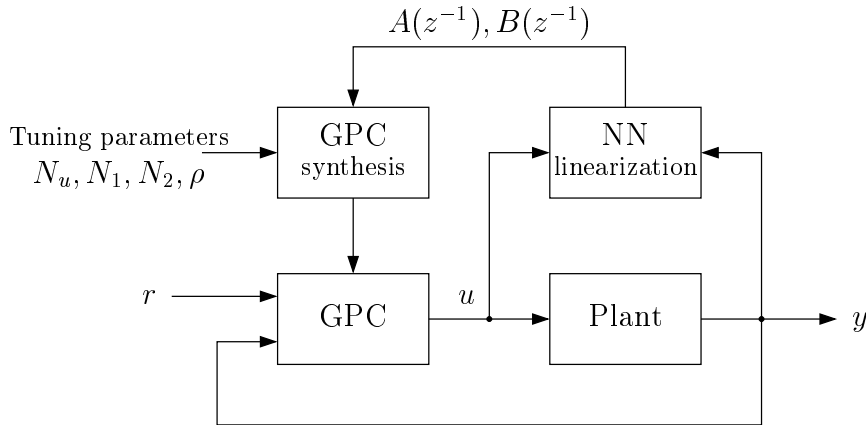 A(z⁻¹), B(z⁻¹)
Tuning parameters
N_u, N_1, N_2, ρ
GPC
synthesis
NN
linearization
r
GPC
u
Plant
y